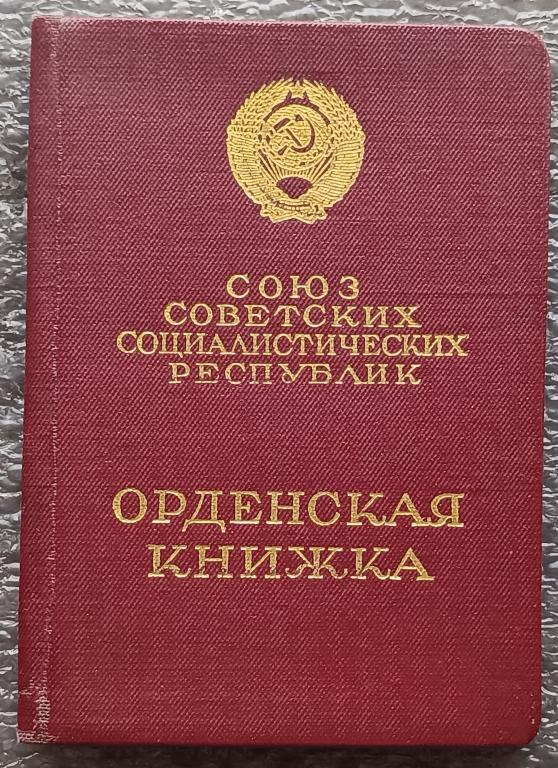 СОЮЗ
СОВЕТСКИХ
СОЦИАЛИСТИЧЕСКИХ
РЕСПУБЛИК
ОРДЕНСКАЯ
КНИЖКА